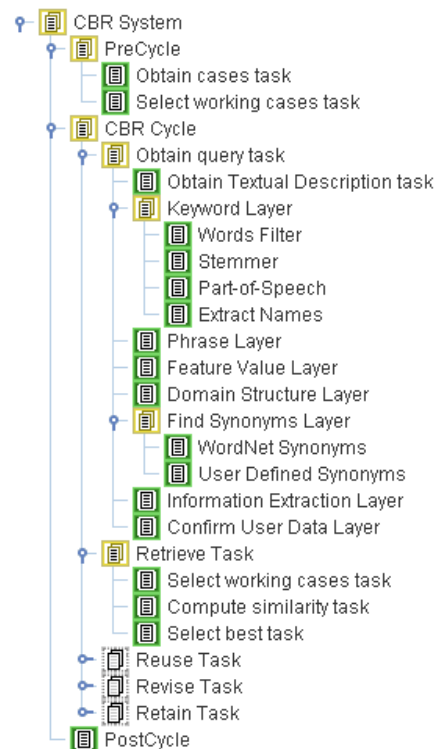 CBR System
PreCycle
Obtain cases task
Select working cases task
CBR Cycle
Obtain query task
Obtain Textual Description task
Keyword Layer
Words Filter
Stemmer
Part-of-Speech
Extract Names
Phrase Layer
Feature Value Layer
Domain Structure Layer
Find Synonyms Layer
WordNet Synonyms
User Defined Synonyms
Information Extraction Layer
Confirm User Data Layer
Retrieve Task
Select working cases task
Compute similarity task
Select best task
Reuse Task
Revise Task
Retain Task
PostCycle